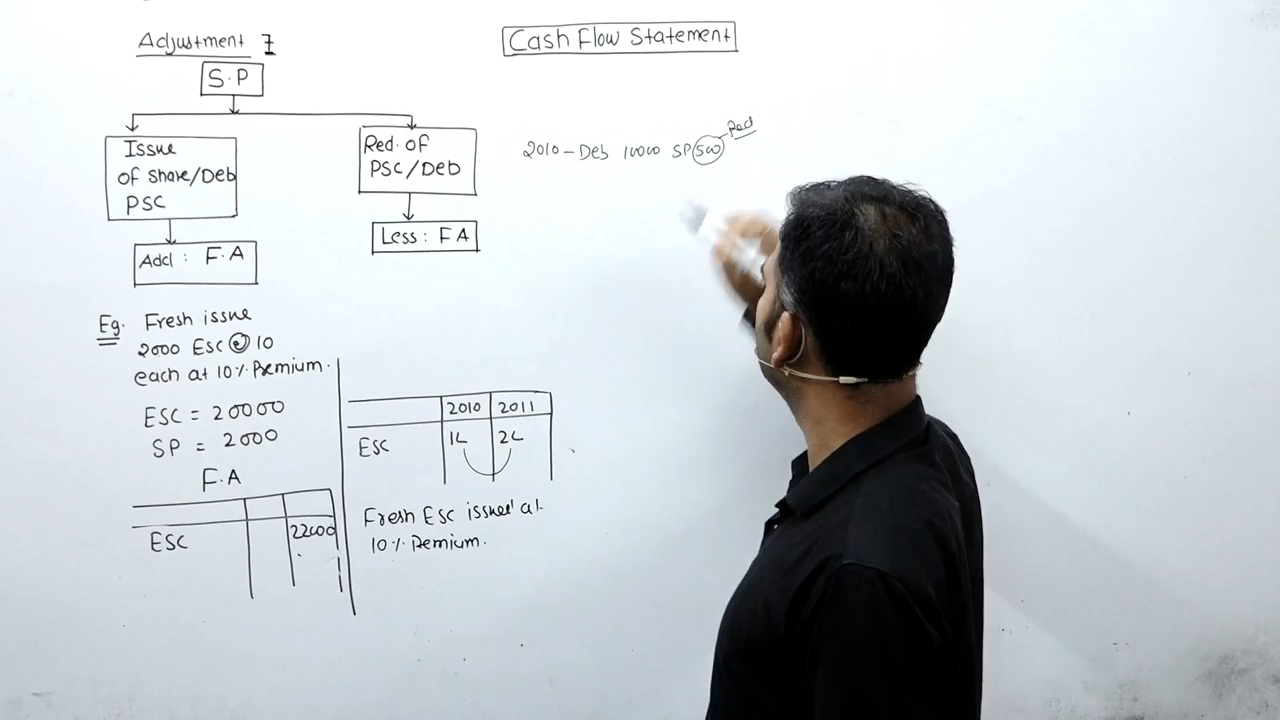 Adjustment 7
Cash Flow Statement
S.P
Issue
of share/Deb
PSC
Red. of
PSC/Deb
Add : F.A
Less : F A
2010 - Deb 10000 SP 500 Red
Eg. Fresh issue
2000 ESC @ 10
each at 10% Premium.
ESC = 20000
SP = 2000
F.A
ESC 22000
2010 2011
ESC 1L 2L
Fresh ESC issued at
10% Premium.